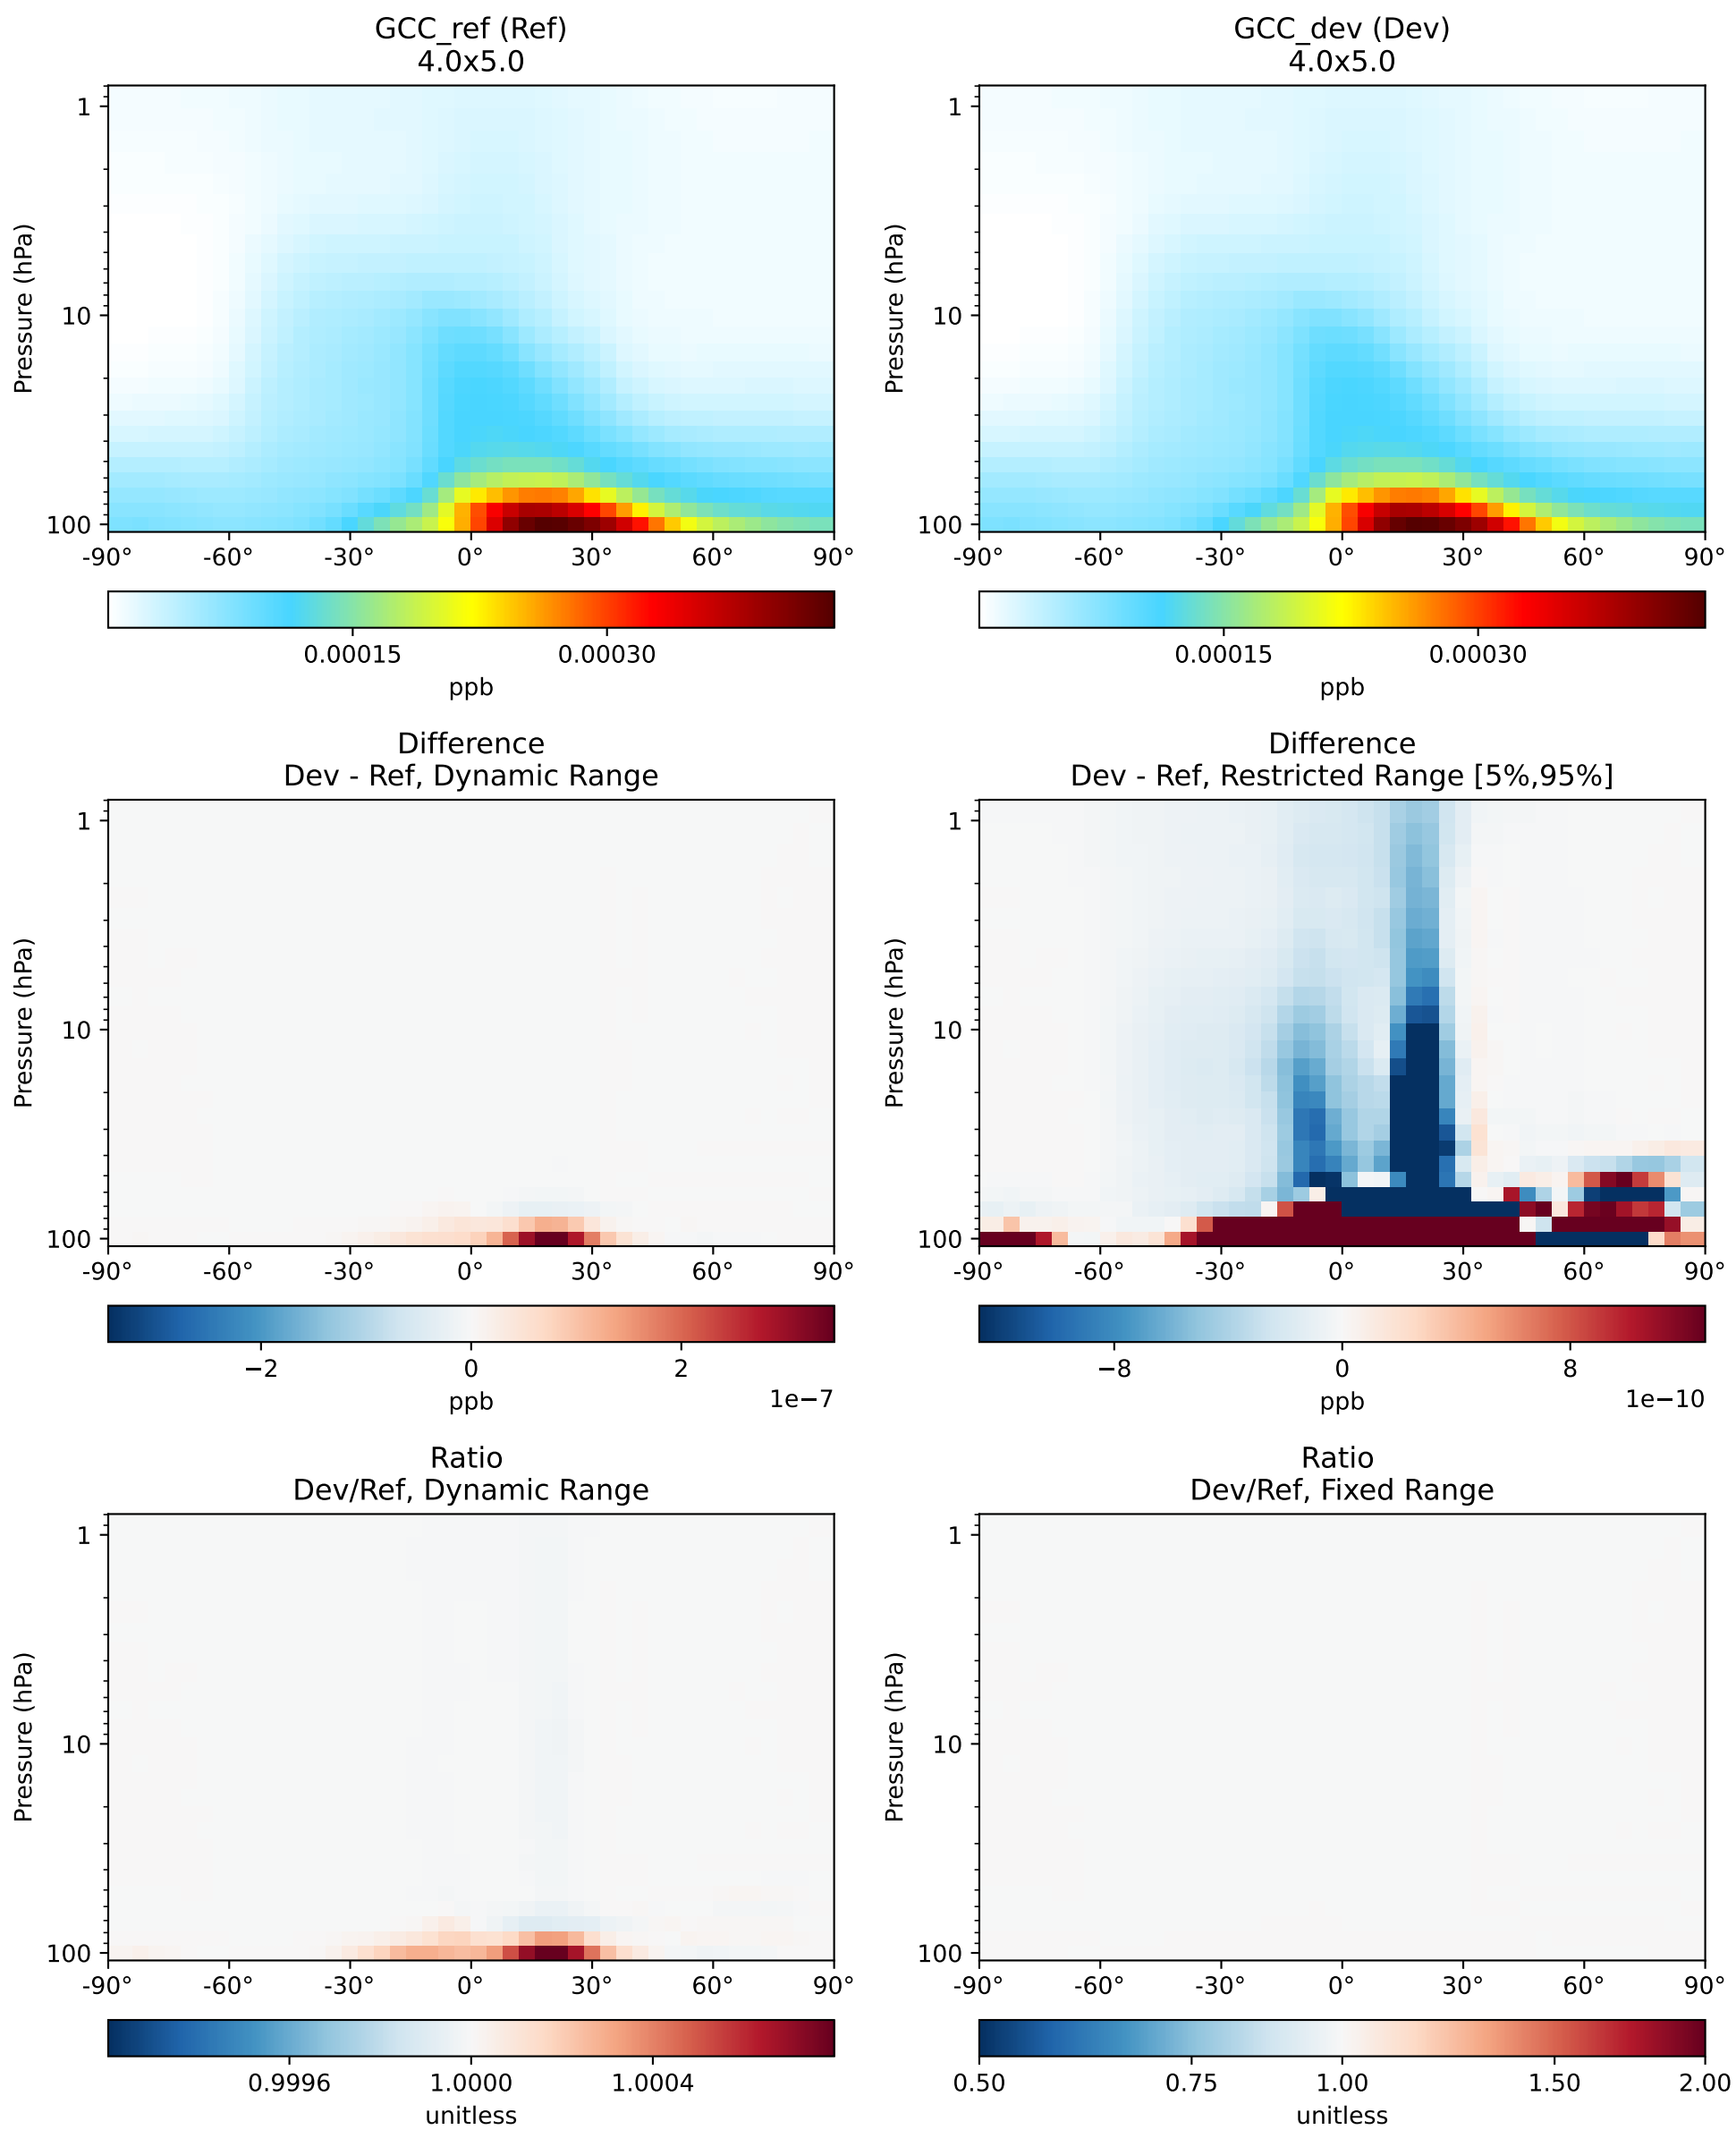 GCC_ref (Ref)
4.0x5.0
Pressure (hPa)
1
10
100
-90° -60° -30° 0° 30° 60° 90°
0.00015 0.00030
ppb
GCC_dev (Dev)
4.0x5.0
Pressure (hPa)
1
10
100
-90° -60° -30° 0° 30° 60° 90°
0.00015 0.00030
ppb
Difference
Dev - Ref, Dynamic Range
Pressure (hPa)
1
10
100
-90° -60° -30° 0° 30° 60° 90°
−2 0 2
ppb 1e−7
Difference
Dev - Ref, Restricted Range [5%,95%]
Pressure (hPa)
1
10
100
-90° -60° -30° 0° 30° 60° 90°
−8 0 8
ppb 1e−10
Ratio
Dev/Ref, Dynamic Range
Pressure (hPa)
1
10
100
-90° -60° -30° 0° 30° 60° 90°
0.9996 1.0000 1.0004
unitless
Ratio
Dev/Ref, Fixed Range
Pressure (hPa)
1
10
100
-90° -60° -30° 0° 30° 60° 90°
0.50 0.75 1.00 1.50 2.00
unitless